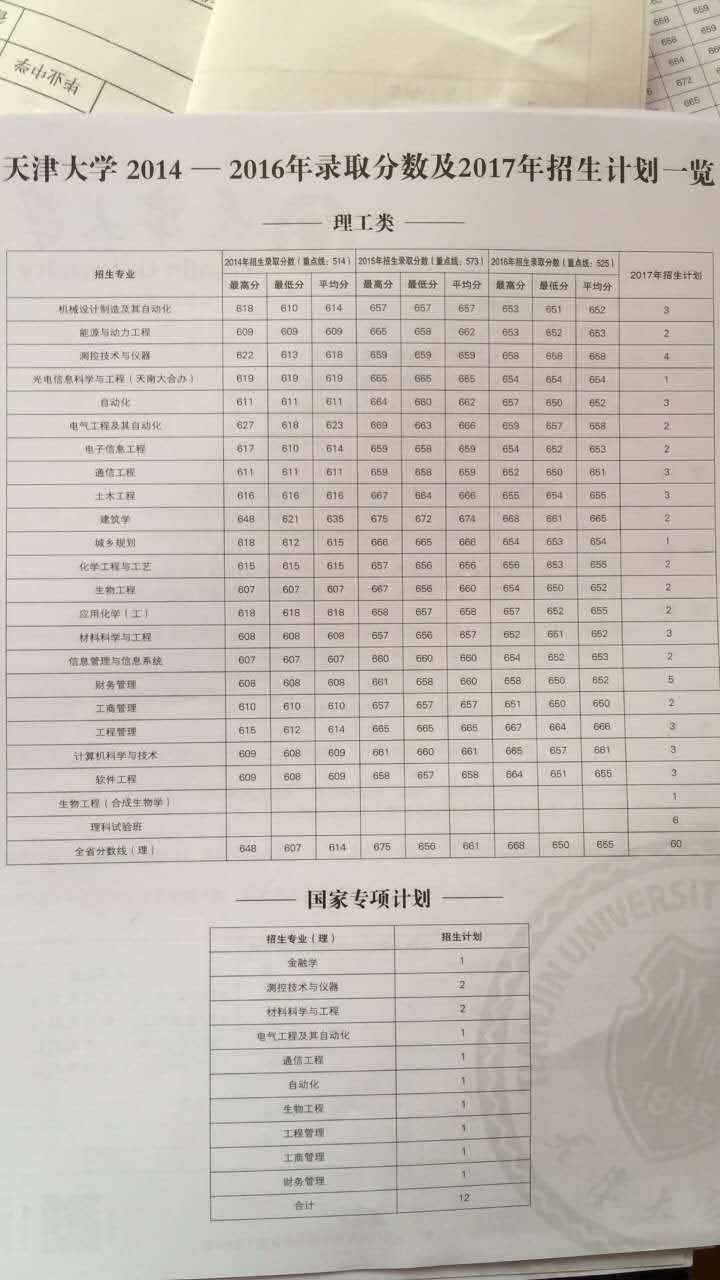 毕业中学
659
658
659
658
664
672
665
天津大学 2014 — 2016年录取分数及2017年招生计划一览
理工类
招生专业 2014年招生录取分数（重点线：514） 2015年招生录取分数（重点线：573） 2016年招生录取分数（重点线：525） 2017年招生计划
最高分 最低分 平均分 最高分 最低分 平均分 最高分 最低分 平均分
机械设计制造及其自动化 618 610 614 657 657 657 653 651 652 3
能源与动力工程 609 609 609 665 658 662 653 652 653 2
测控技术与仪器 622 613 618 659 659 659 658 658 658 4
光电信息科学与工程（天南大合办） 619 619 619 665 665 665 654 654 654 1
自动化 611 611 611 664 660 662 657 650 652 3
电气工程及其自动化 627 618 623 669 663 666 659 657 658 2
电子信息工程 617 610 614 659 658 659 654 652 653 2
通信工程 611 611 611 659 658 659 652 650 651 3
土木工程 616 616 616 667 664 666 655 654 655 3
建筑学 648 621 635 675 672 674 668 661 665 2
城乡规划 618 612 615 666 665 666 654 653 654 1
化学工程与工艺 615 615 615 657 656 656 656 653 655 2
生物工程 607 607 607 667 656 660 654 650 652 2
应用化学（工） 618 618 618 658 657 658 657 652 655 2
材料科学与工程 608 608 608 657 656 657 652 651 652 3
信息管理与信息系统 607 607 607 660 660 660 654 652 653 2
财务管理 608 608 608 661 658 660 658 650 652 5
工商管理 610 610 610 657 657 657 651 650 650 2
工程管理 615 612 614 665 665 665 667 664 666 3
计算机科学与技术 609 608 609 661 660 661 665 657 661 3
软件工程 609 608 609 658 657 658 664 651 655 3
生物工程（合成生物学） 1
理科试验班 6
全省分数线（理） 648 607 614 675 656 661 668 650 655 60
国家专项计划
招生专业（理） 招生计划
金融学 1
测控技术与仪器 2
材料科学与工程 2
电气工程及其自动化 1
通信工程 1
自动化 1
生物工程 1
工程管理 1
工商管理 1
财务管理 1
合计 12
TIANJIN UNIVERSITY
1895
天津大